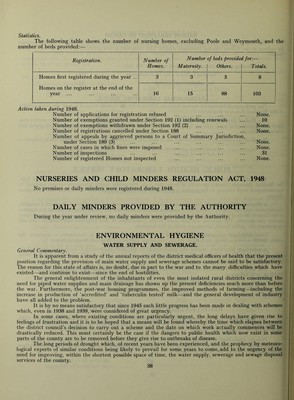 Statistics.
The following table shows the number of nursing homes, excluding Poole and Weymouth, and the
number of beds provided:—
Registration.
Number of Homes.
Number of beds provided for—
Maternity.
Others.
Totals.
Homes first registered during the year ... 3 3 5 8
Homes on the register at the end of the
year ... 16 15 88 103
Action taken during 1948.
Number of applications for registration refused None.
Number of exemptions granted under Section 192 (1) including renewals ... 10
Number of exemptions withdrawn under Section 192 (2) ... None.
Number of registrations cancelled under Section 188 ... None.
Number of appeals by aggrieved persons to a Court of Summary Jurisdiction,
under Section 189 (3) ... None.
Number of cases in which fines were imposed ... None.
Number of inspections ... 31
Number of registered Homes not inspected ... None.
NURSERIES AND CHILD MINDERS REGULATION ACT, 1948
No premises or daily minders were registered during 1948.
DAILY MINDERS PROVIDED BY THE AUTHORITY
During the year under review, no daily minders were provided by the Authority.
ENVIRONMENTAL HYGIENE
WATER SUPPLY AND SEWERAGE.
General Commentary.
It is apparent from a study of the annual reports of the district medical officers of health that the present
position regarding the provision of main water supply and sewerage schemes cannot be said to be satisfactory.
The reason for this state of affairs is, no doubt, due in part to the war and to the many difficulties which have
existed—and continue to exist—since the end of hostilities.
The general enlightenment of the inhabitants of even the most isolated rural districts concerning the
need for piped water supplies and main drainage has shown up the present deficiencies much more than before
the war. Furthermore, the post-war housing programmes, the improved methods of farming—including the
increase in production of 'accredited' and 'tuberculin tested' milk—and the general development of industry
have all added to the problem.
It is by no means satisfactory that since 1945 such little progress has been made in dealing with schemes
which, even in 1938 and 1939, were considered of great urgency.
In some cases, where existing conditions are particularly urgent, the long delays have given rise to
feelings of frustration and it is to be hoped that a means will be found whereby the time which elapses between
the district council's decision to carry out a scheme and the date on which work actually commences will be
drastically reduced. This must certainly be the case if the dangers to public health which now exist in some
parts of the county are to be removed before they give rise to outbreaks of disease.
The long periods of drought which, of recent years have been experienced, and the prophecy by meteoro-
logical experts of similar conditions being likely to prevail for some years to come, add to the urgency of the
need for improving, within the shortest possible space of time, the water supply, sewerage and sewage disposal
services of the county.
38